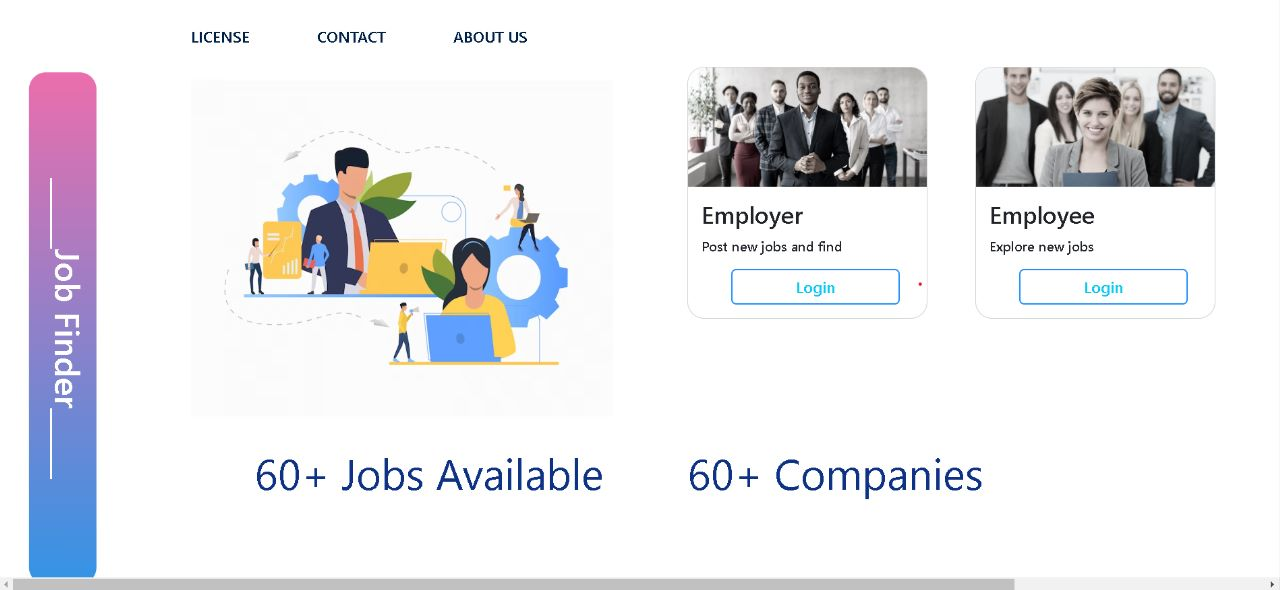 LICENSE CONTACT ABOUT US
Job Finder
Employer
Post new jobs and find
Login
Employee
Explore new jobs
Login
60+ Jobs Available
60+ Companies